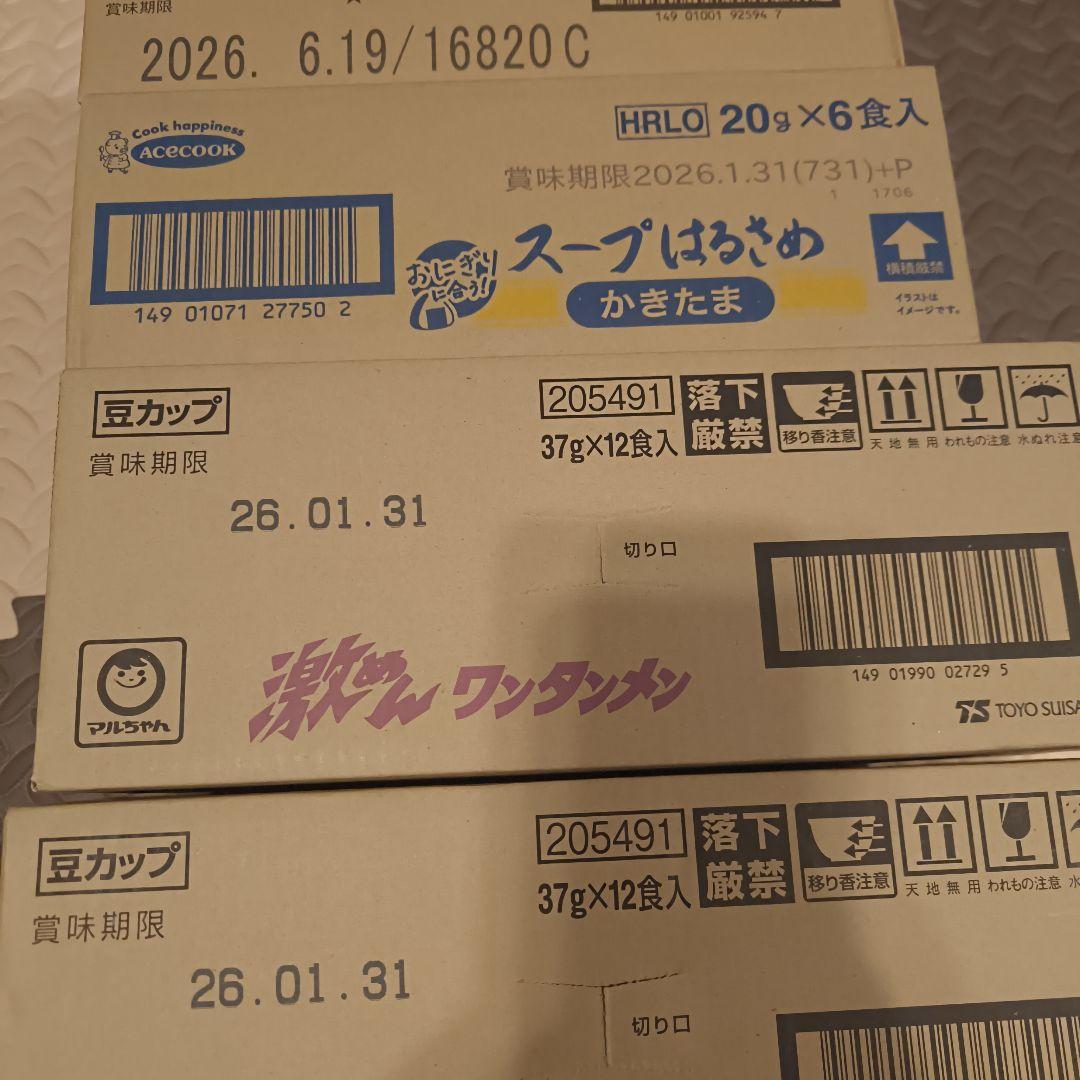 賞味期限
149 01001 92594 7
2026. 6.19/16820C
Cook happiness
ACECOOK
HRLO 20g×6食入
賞味期限2026.1.31(731)+P
1 1706
149 01071 27750 2
おにぎりに合う!
スープはるさめ
かきたま
横積厳禁
イラストは
イメージです。
豆カップ
賞味期限
26.01.31
205491
37g×12食入
落下
厳禁
移り香注意
天地無用
われもの注意
水ぬれ注意
切り口
149 01990 02729 5
マルちゃん
激めん ワンタンメン
TS TOYO SUISA
豆カップ
賞味期限
26.01.31
205491
37g×12食入
落下
厳禁
移り香注意
天地無用
われもの注意
水
切り口